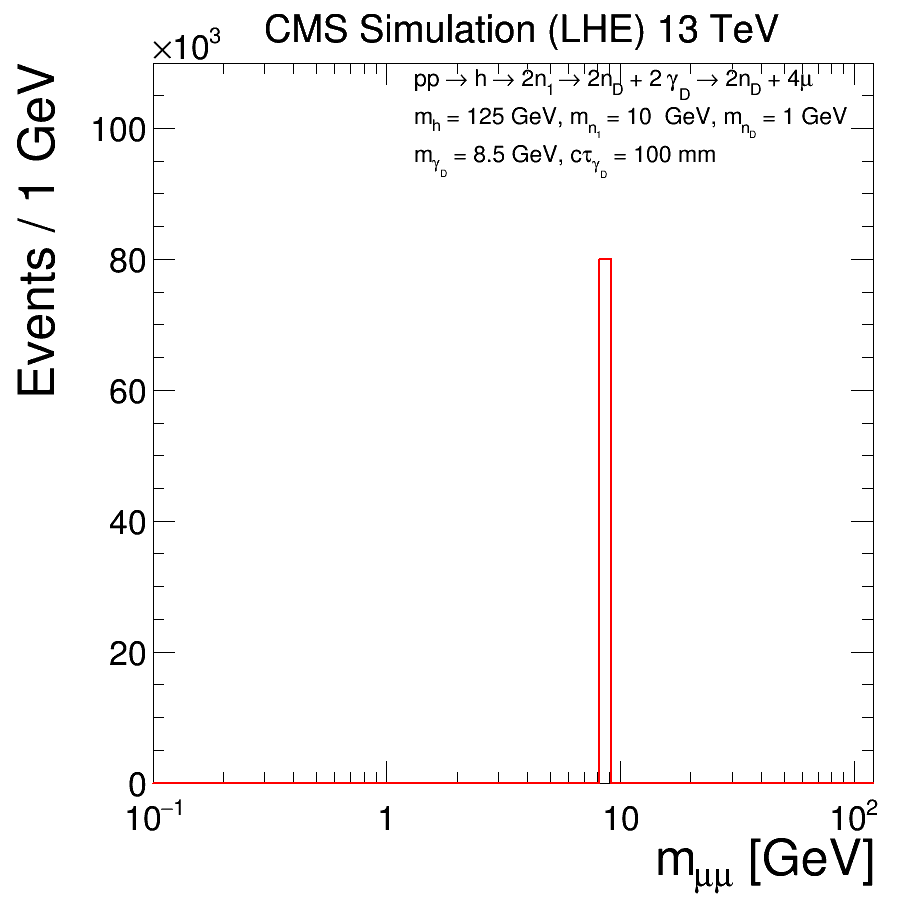 CMS Simulation (LHE) 13 TeV
×10³
pp → h → 2n₁ → 2n_D + 2 γ_D → 2n_D + 4μ
m_h = 125 GeV, m_n₁ = 10 GeV, m_n_D = 1 GeV
m_γ_D = 8.5 GeV, cτ_γ_D = 100 mm
Events / 1 GeV
100
80
60
40
20
0
10⁻¹ 1 10 10²
m_μμ [GeV]